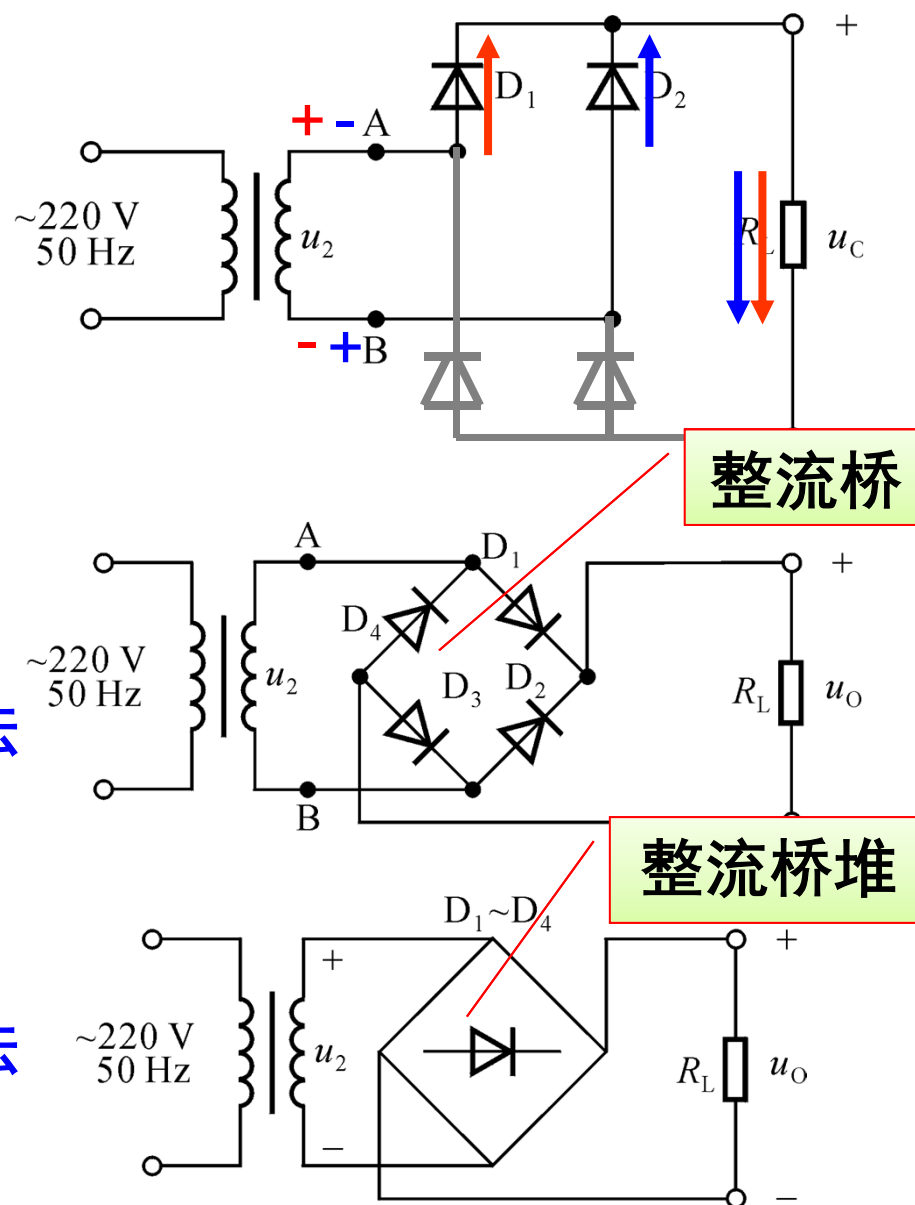 +
D1
D2
+ - A
~220 V
50 Hz
u2
RL
u
- + B
整流桥
A
D1
+
D4
~220 V
50 Hz
u2
D3
D2
RL
uO
B
整流桥堆
D1~D4
+
+
~220 V
50 Hz
u2
RL
uO
−
−